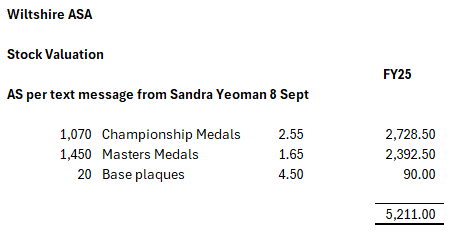 Wiltshire ASA
Stock Valuation
FY25
AS per text message from Sandra Yeoman 8 Sept
1,070 Championship Medals 2.55 2,728.50
1,450 Masters Medals 1.65 2,392.50
20 Base plaques 4.50 90.00
5,211.00